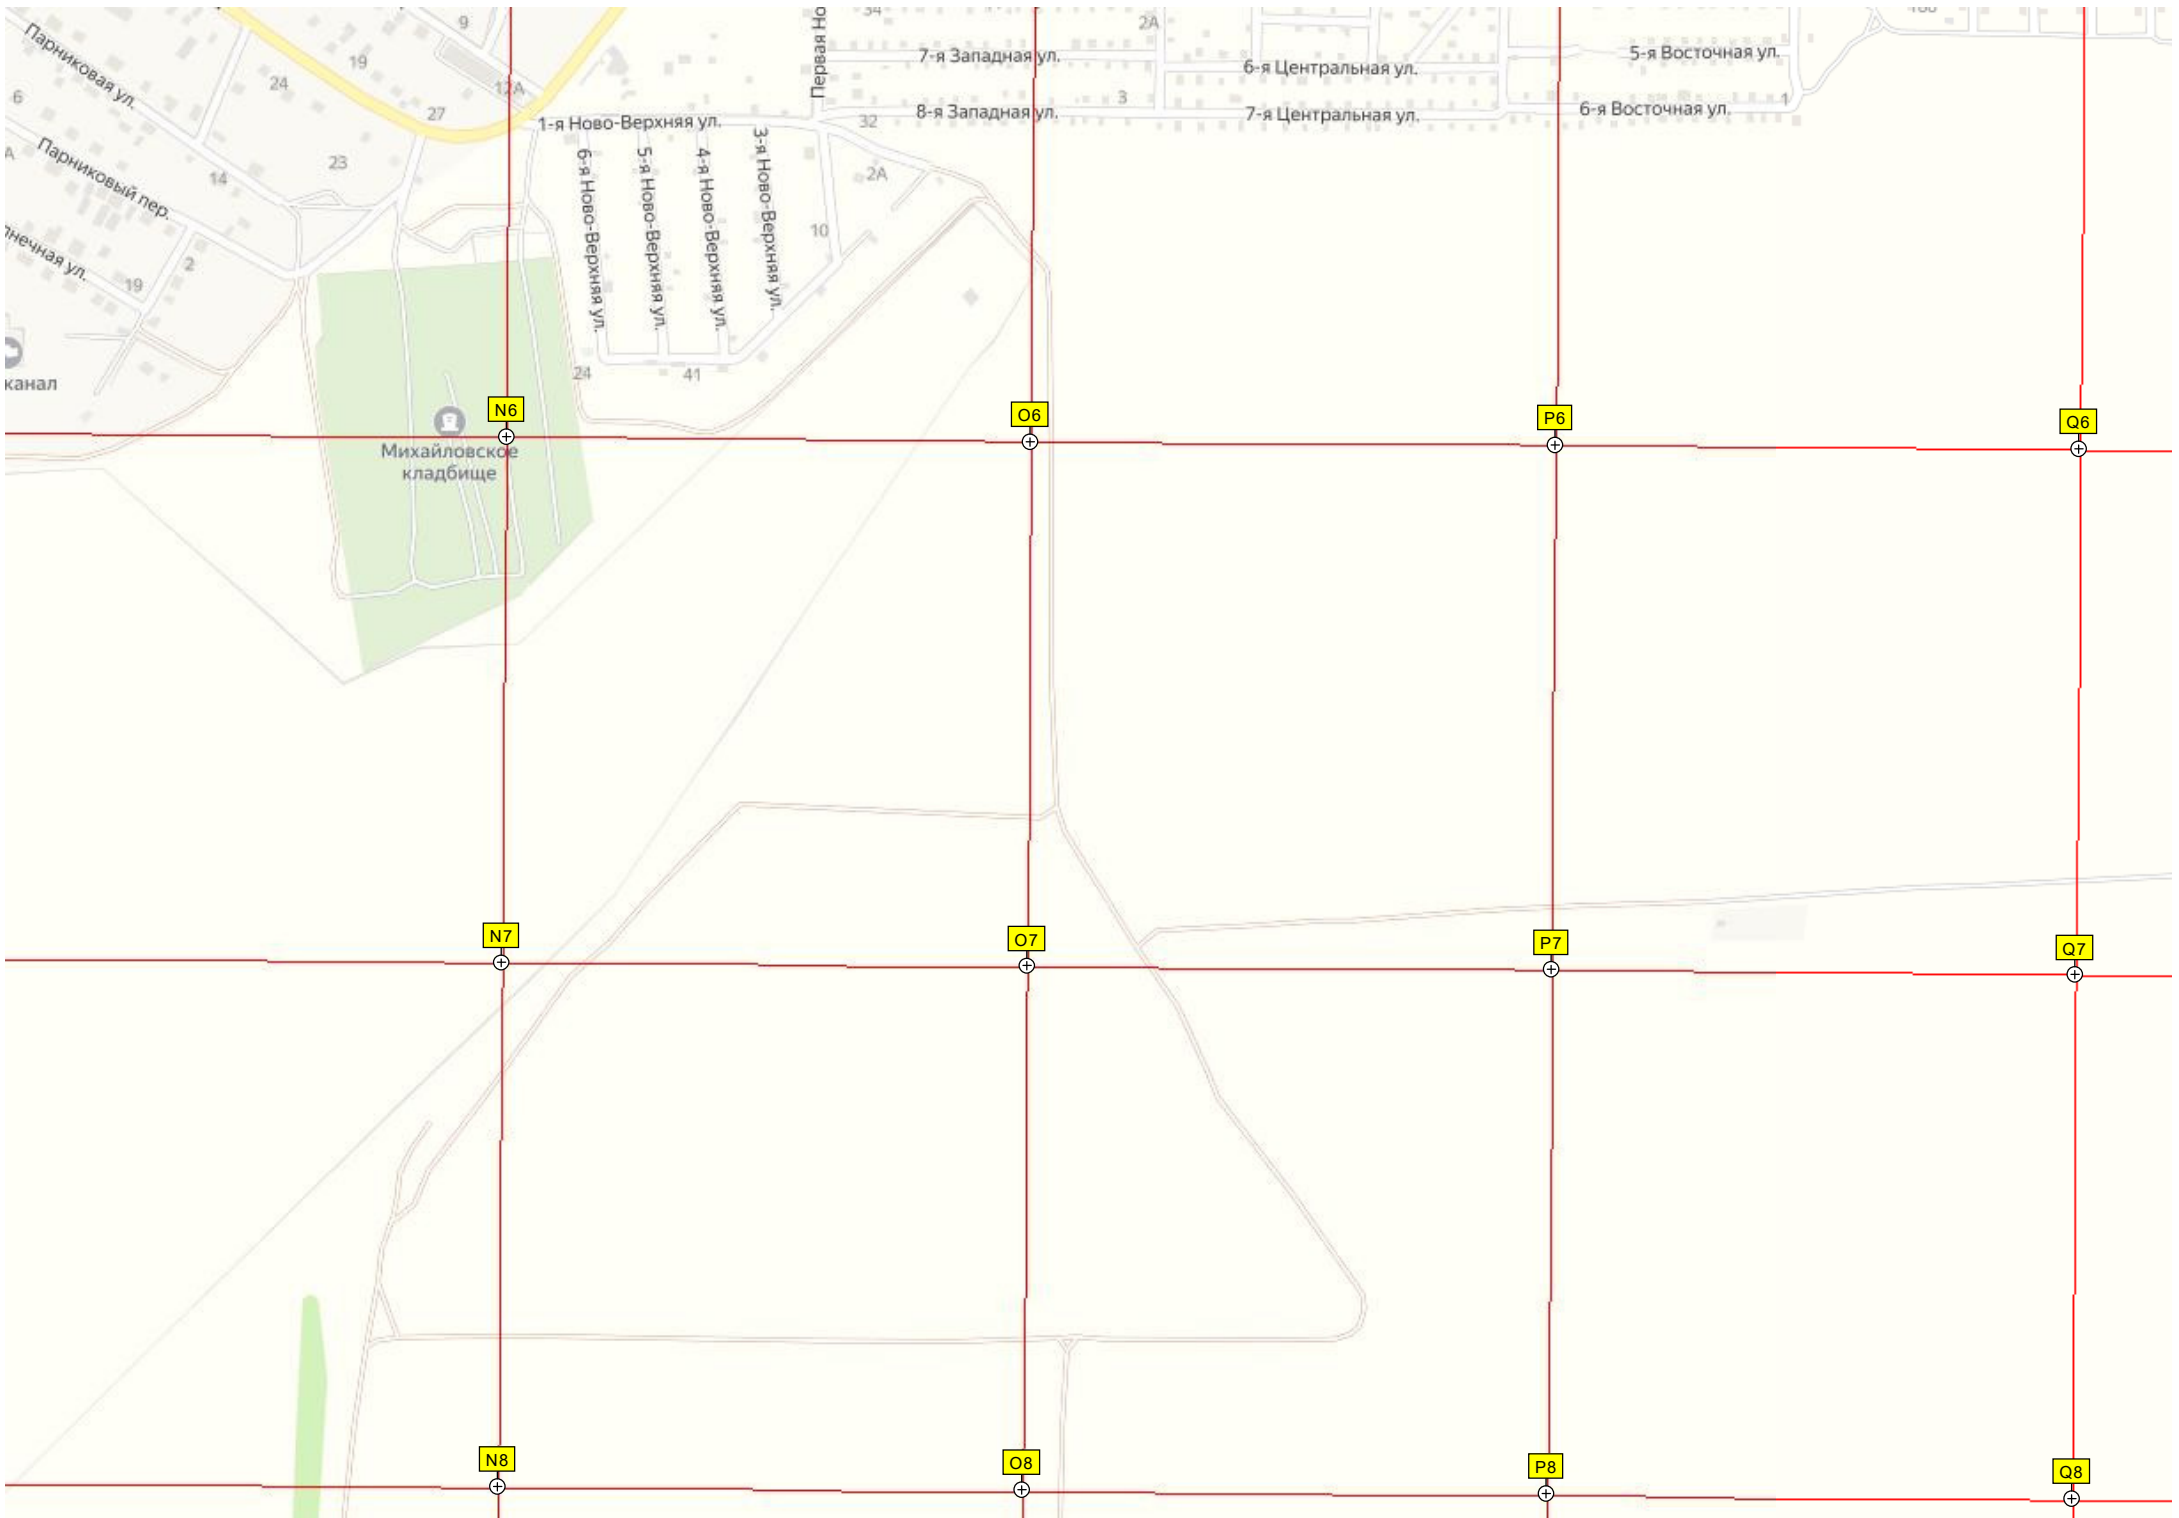 9
34
2А
Парниковая ул.
19
24
7-я Западная ул.
6-я Центральная ул.
5-я Восточная ул.
6
27
12А
Первая Но
8-я Западная ул.
3
7-я Центральная ул.
6-я Восточная ул.
1
1-я Ново-Верхняя ул.
32
А
Парниковый пер.
23
14
6-я Ново-Верхняя ул.
5-я Ново-Верхняя ул.
4-я Ново-Верхняя ул.
3-я Ново-Верхняя ул.
2А
10
нечная ул.
2
19
канал
24
41
N6
O6
P6
Q6
Михайловское
кладбище
N7
O7
P7
Q7
N8
O8
P8
Q8